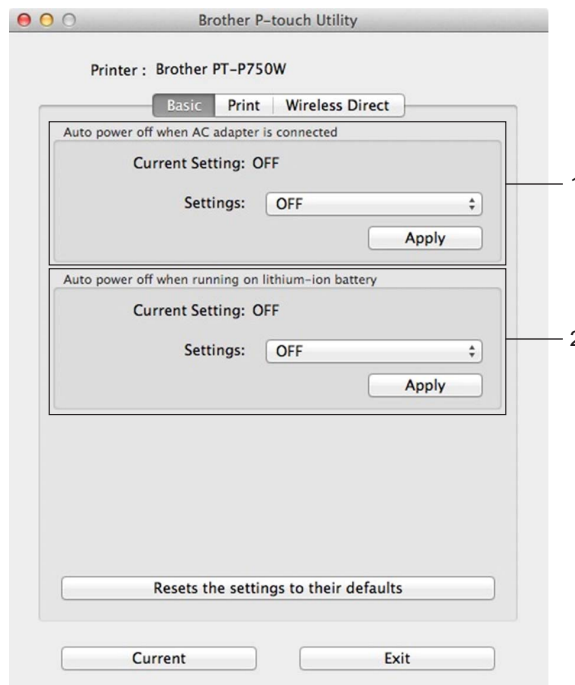 Brother P-touch Utility
Printer : Brother PT-P750W
Basic Print Wireless Direct
Auto power off when AC adapter is connected
Current Setting: OFF
Settings: OFF
Apply
1
Auto power off when running on lithium-ion battery
Current Setting: OFF
Settings: OFF
Apply
2
Resets the settings to their defaults
Current Exit